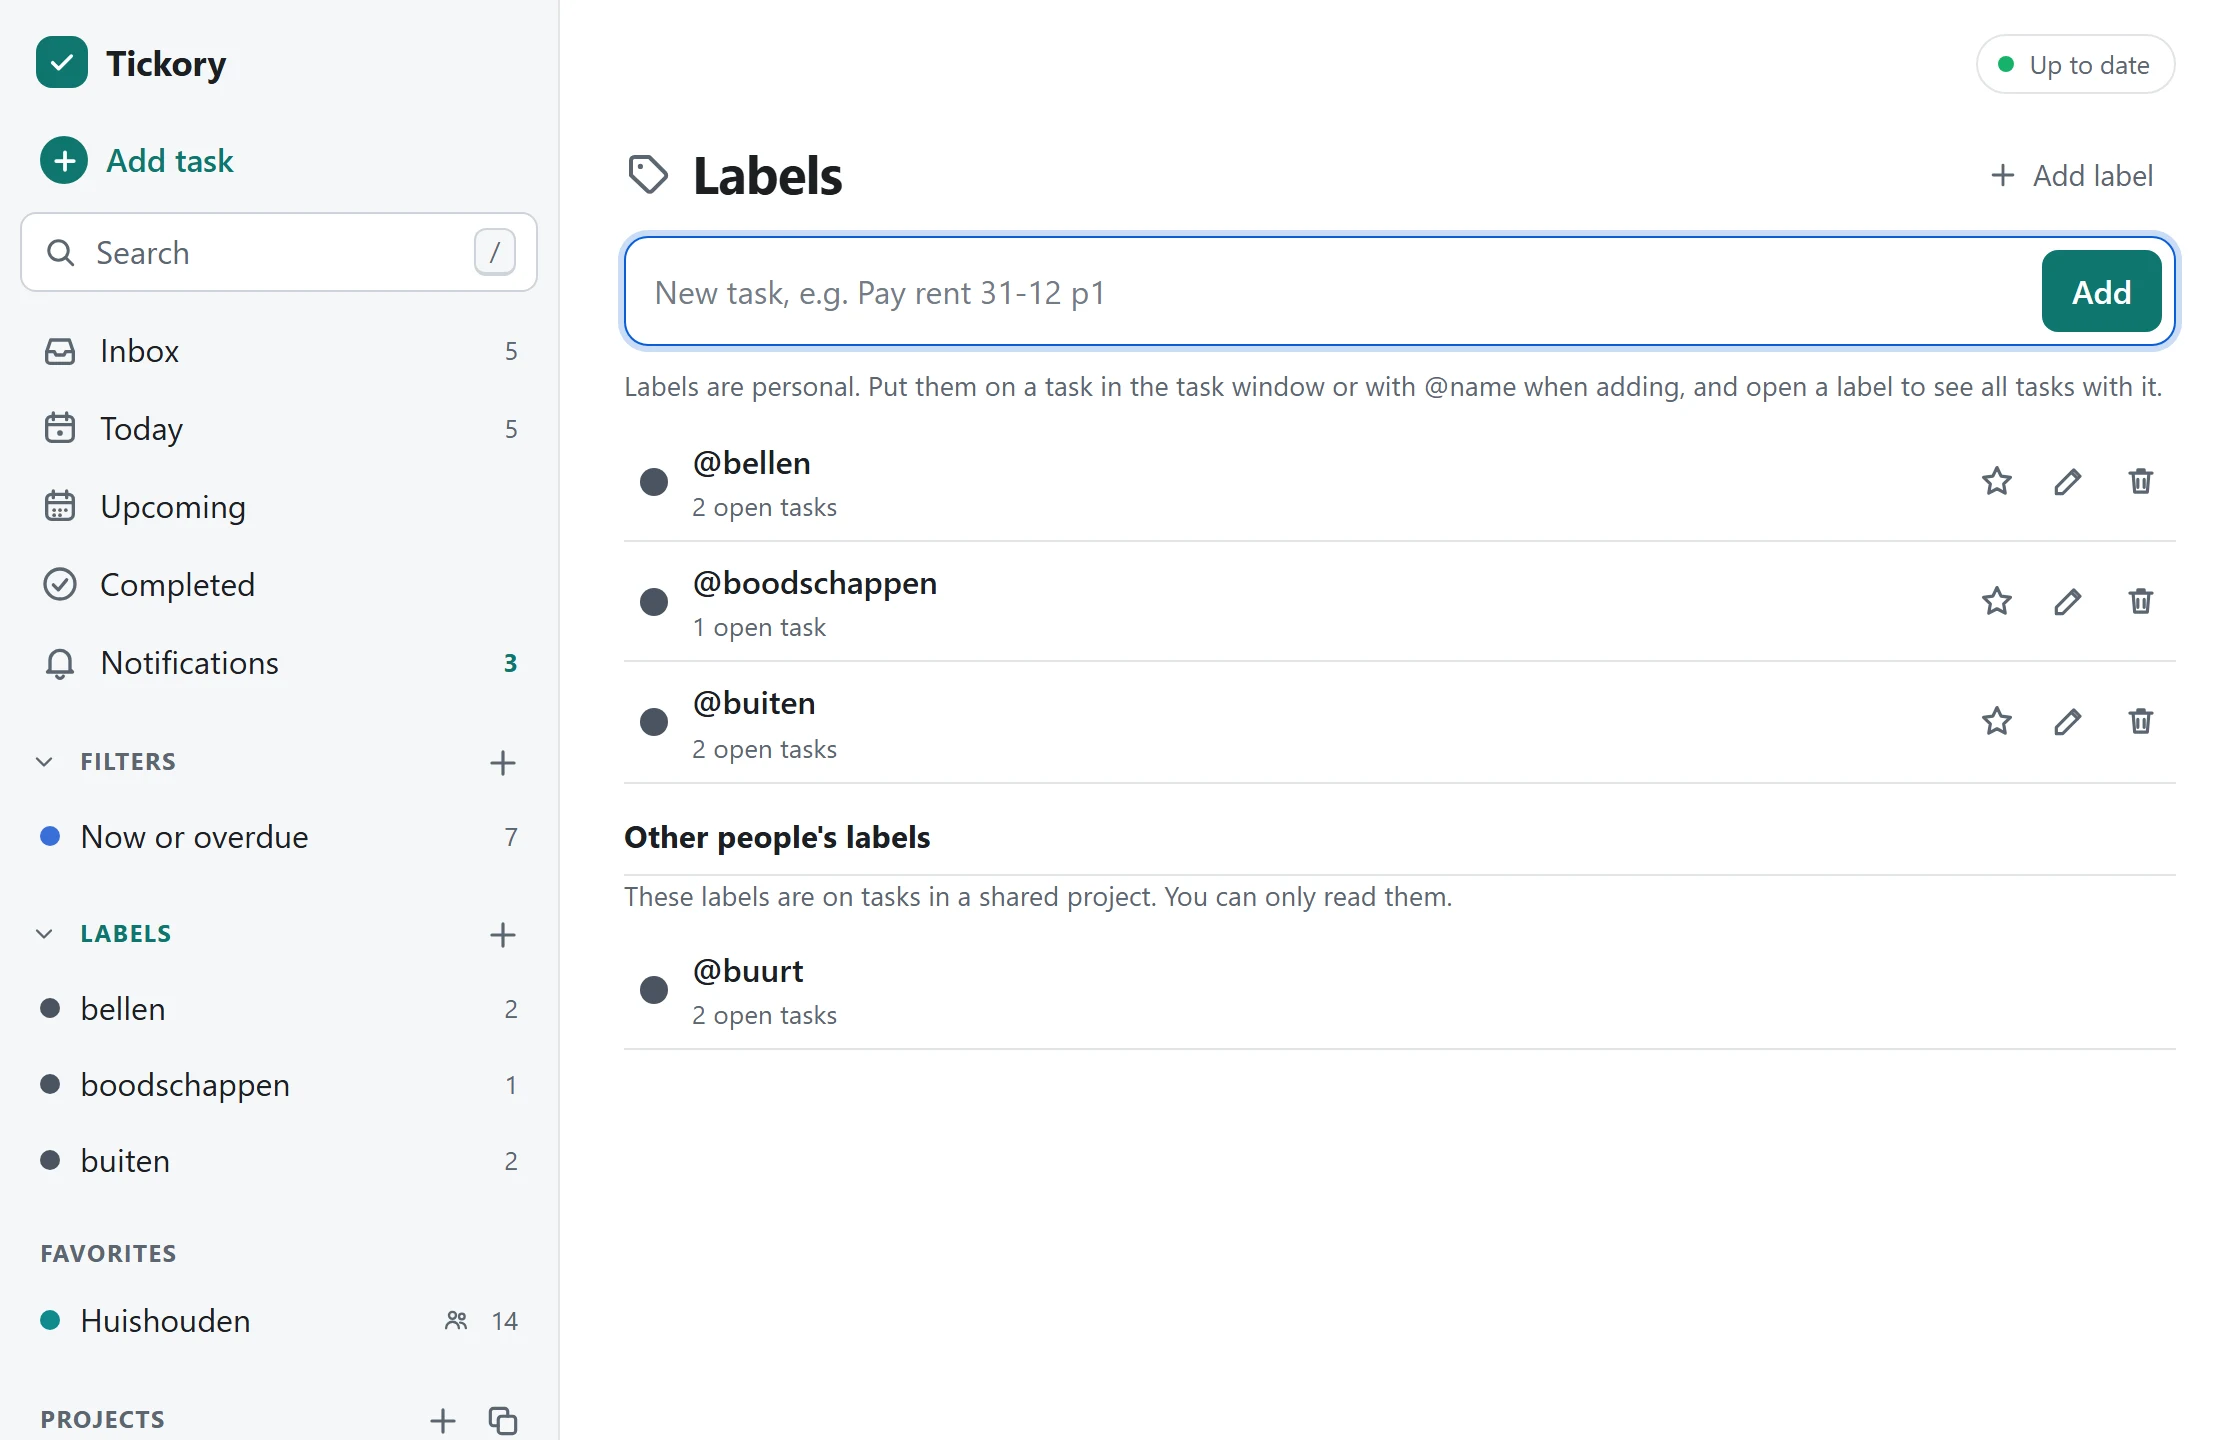 Tickory
Add task
Search /
Inbox 5
Today 5
Upcoming
Completed
Notifications 3
FILTERS
Now or overdue 7
LABELS
bellen 2
boodschappen 1
buiten 2
FAVORITES
Huishouden 14
PROJECTS
Up to date
Labels
Add label
New task, e.g. Pay rent 31-12 p1
Add
Labels are personal. Put them on a task in the task window or with @name when adding, and open a label to see all tasks with it.
@bellen
2 open tasks
@boodschappen
1 open task
@buiten
2 open tasks
Other people's labels
These labels are on tasks in a shared project. You can only read them.
@buurt
2 open tasks